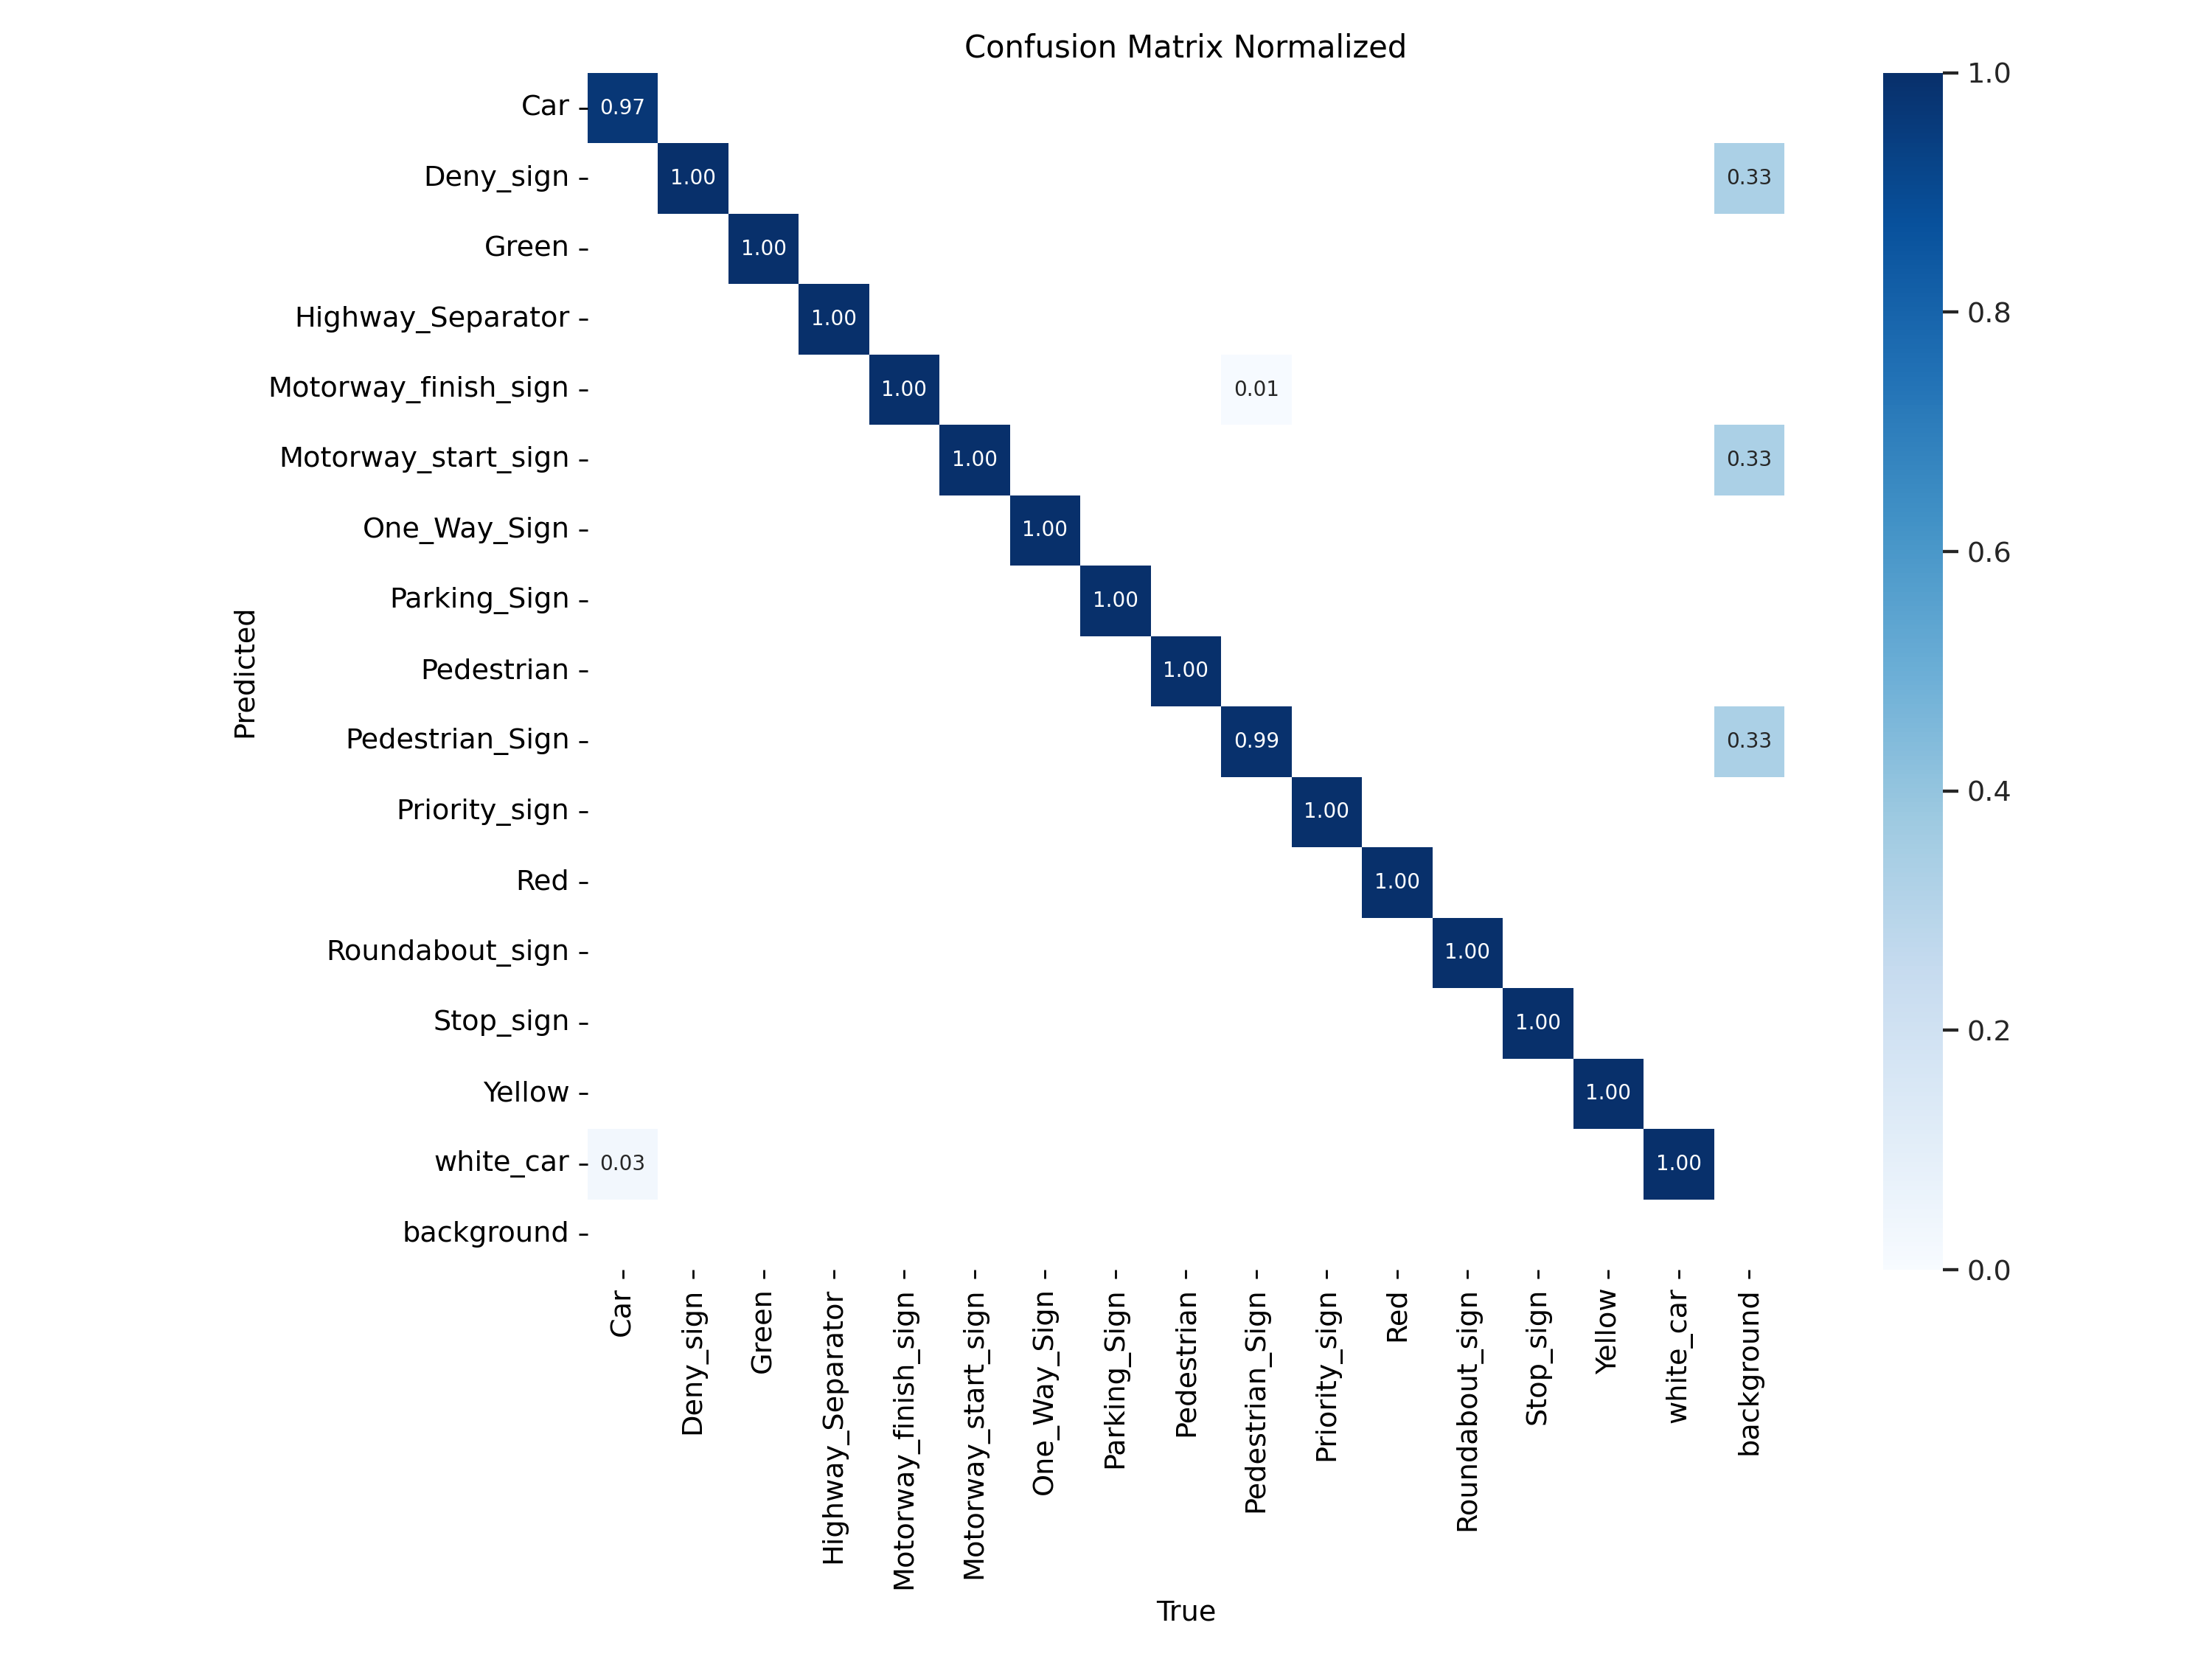 Confusion Matrix Normalized
Car 0.97 1.0
Deny_sign 1.00 0.33
Green 1.00
Highway_Separator 1.00 0.8
Motorway_finish_sign 1.00 0.01
Motorway_start_sign 1.00 0.33
One_Way_Sign 1.00 0.6
Parking_Sign 1.00
Predicted
Pedestrian 1.00
Pedestrian_Sign 0.99 0.33
Priority_sign 1.00 0.4
Red 1.00
Roundabout_sign 1.00
Stop_sign 1.00 0.2
Yellow 1.00
white_car 0.03 1.00
background 0.0
Car Deny_sign Green Highway_Separator Motorway_finish_sign Motorway_start_sign One_Way_Sign Parking_Sign Pedestrian Pedestrian_Sign Priority_sign Red Roundabout_sign Stop_sign Yellow white_car background
True